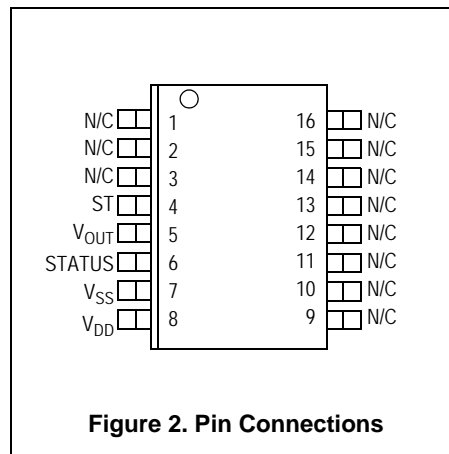 N/C 1 16 N/C
N/C 2 15 N/C
N/C 3 14 N/C
ST 4 13 N/C
VOUT 5 12 N/C
STATUS 6 11 N/C
VSS 7 10 N/C
VDD 8 9 N/C
Figure 2. Pin Connections